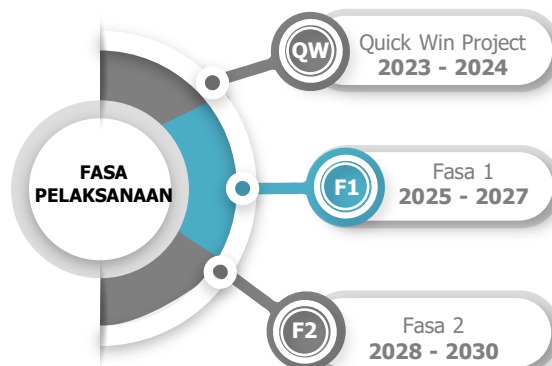 FASA
PELAKSANAAN
QW
Quick Win Project
2023 - 2024
F1
Fasa 1
2025 - 2027
F2
Fasa 2
2028 - 2030